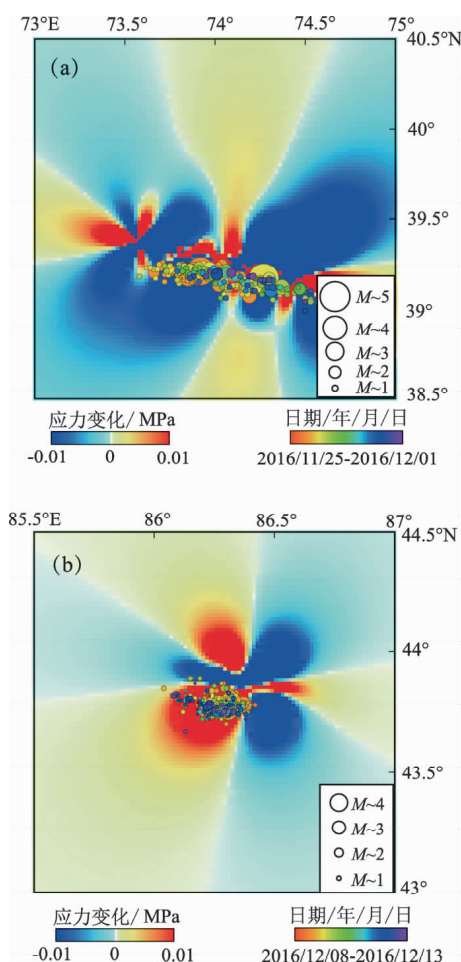 73°E 73.5° 74° 74.5° 75°
40.5°N
(a)
40°
39.5°
39°
38.5°
M~5
M~4
M~3
M~2
M~1
应力变化/ MPa 日期/年/月/日
-0.01 0 0.01 2016/11/25-2016/12/01
85.5°E 86° 86.5° 87°
44.5°N
(b)
44°
43.5°
43°
M~4
M~3
M~2
M~1
应力变化/ MPa 日期/年/月/日
-0.01 0 0.01 2016/12/08-2016/12/13